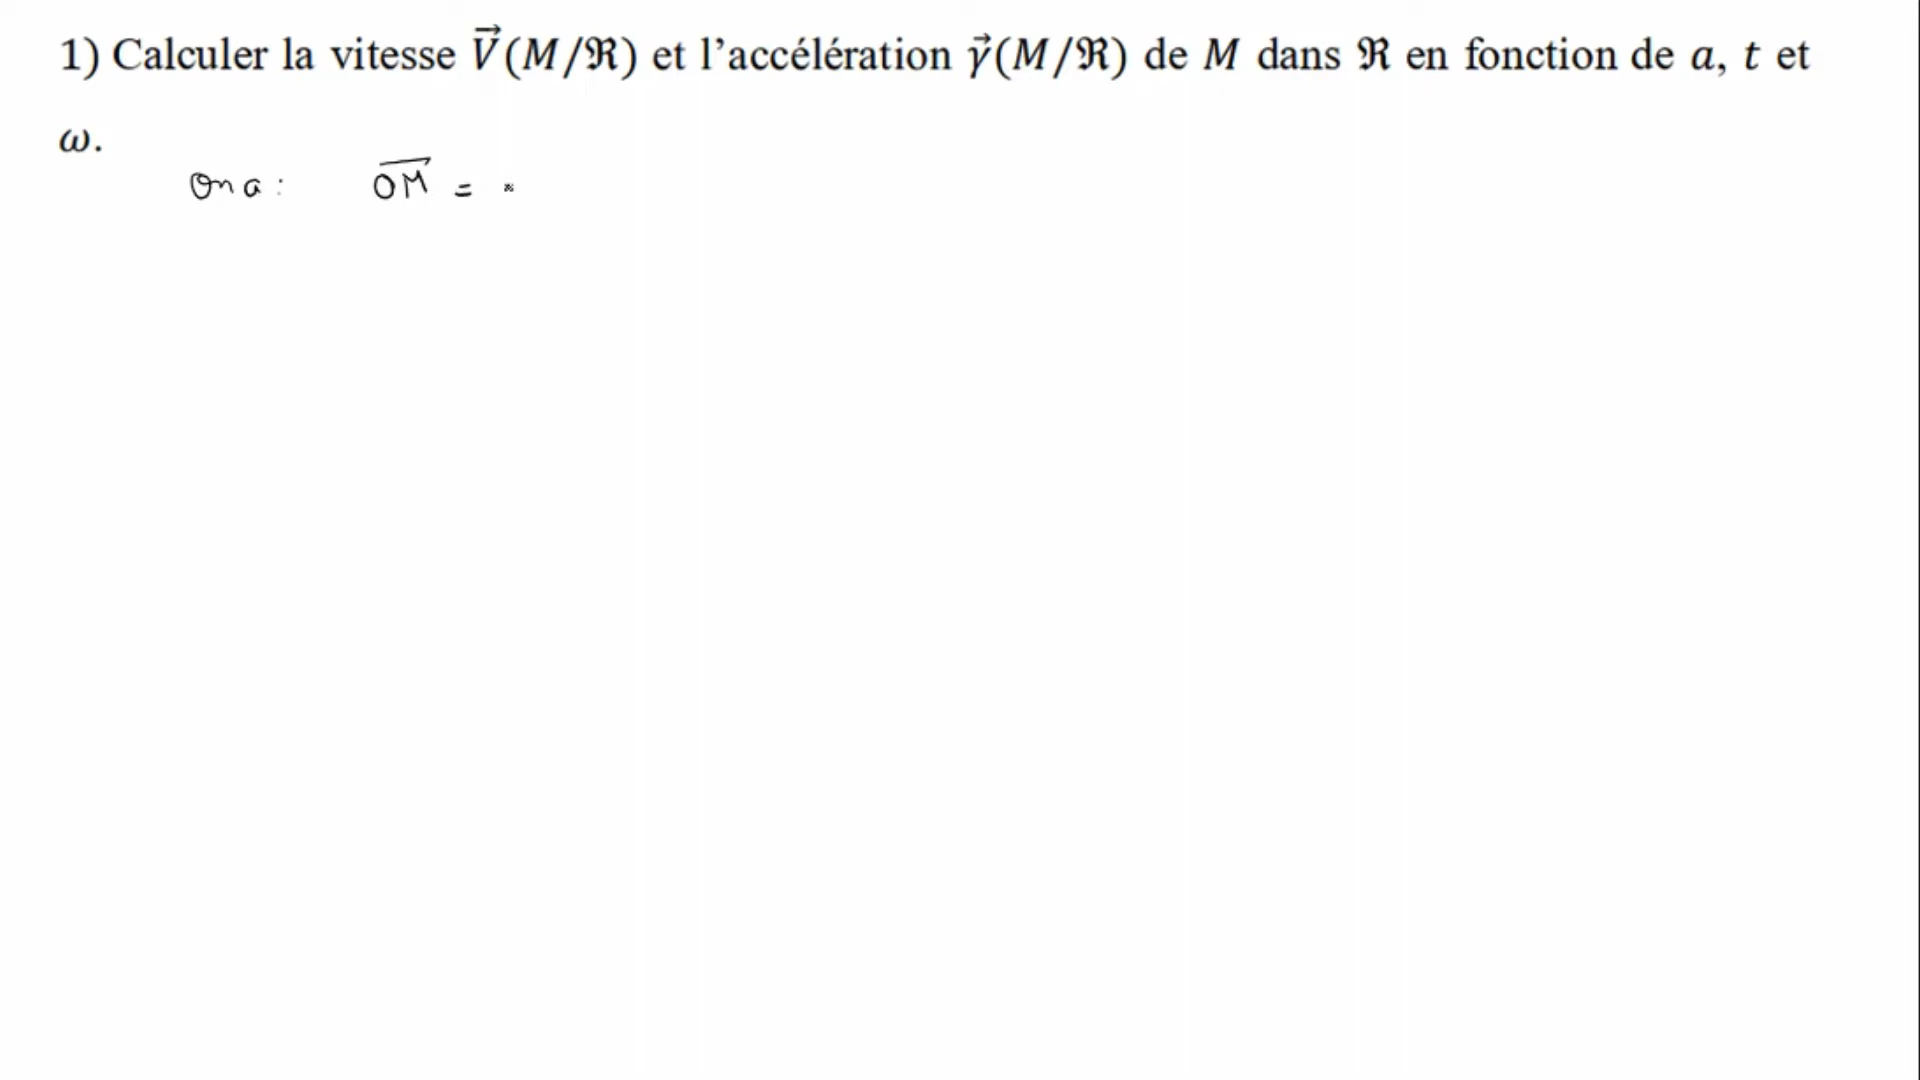 1) Calculer la vitesse V⃗(M/ℜ) et l’accélération γ⃗(M/ℜ) de M dans ℜ en fonction de a, t et
ω.
On a : OM⃗ =